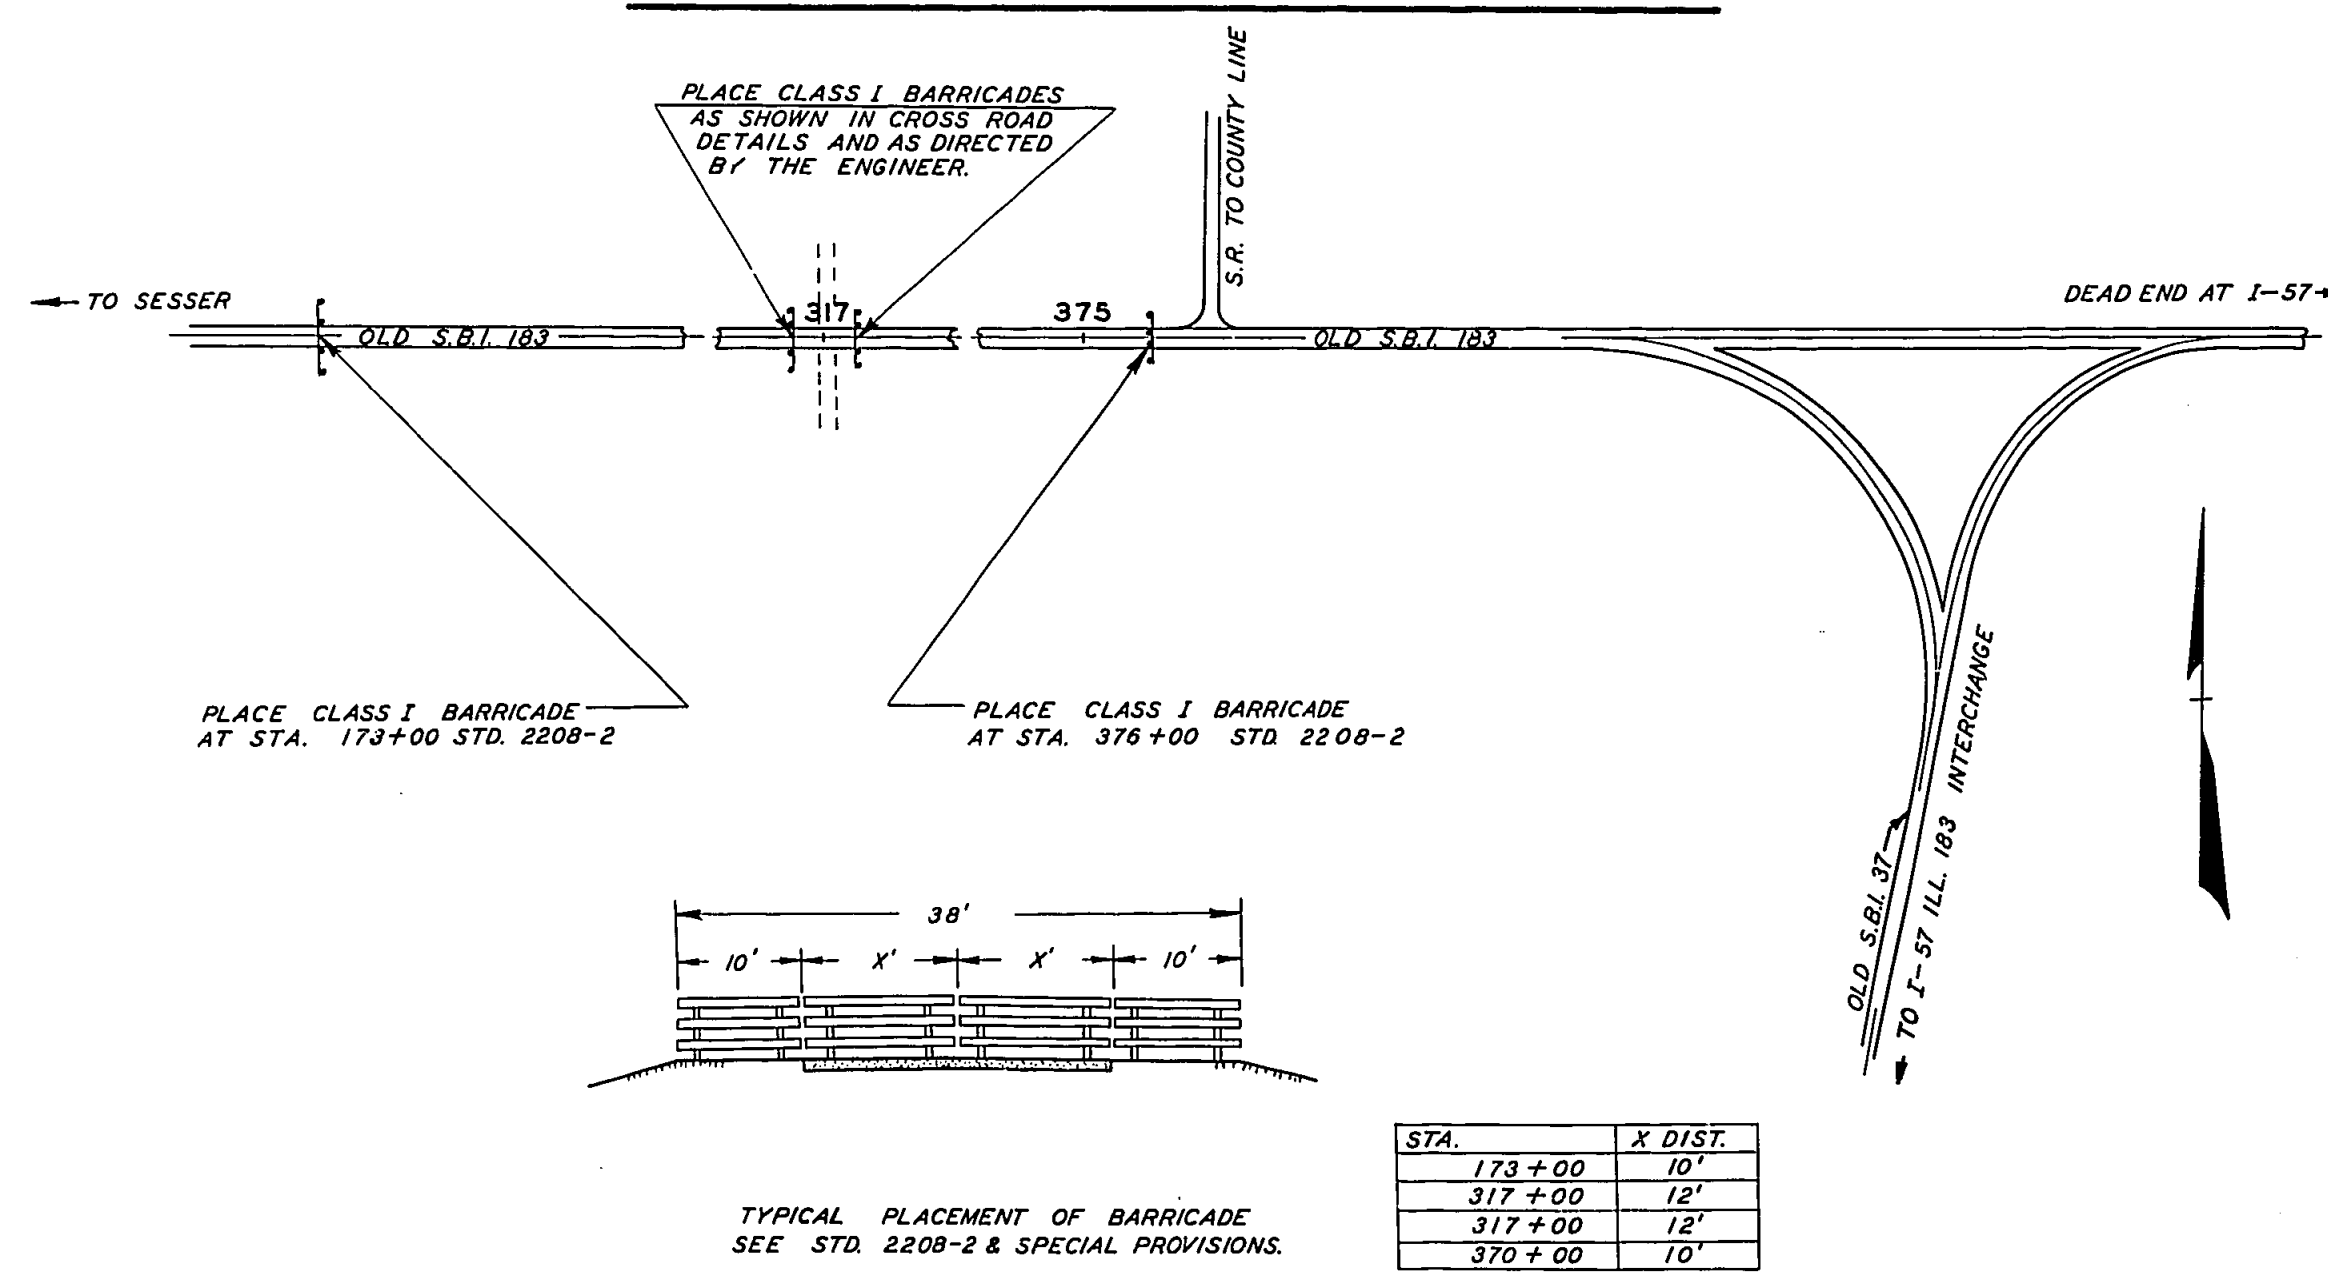 S.R. TO COUNTY LINE
PLACE CLASS I BARRICADES
AS SHOWN IN CROSS ROAD
DETAILS AND AS DIRECTED
BY THE ENGINEER.
TO SESSER
DEAD END AT I-57
317
375
OLD S.B.I. 183
OLD S.B.I. 183
PLACE CLASS I BARRICADE
AT STA. 173+00 STD. 2208-2
PLACE CLASS I BARRICADE
AT STA. 376+00 STD. 2208-2
OLD S.B.I. 37
TO I-57 ILL. 183 INTERCHANGE
38'
10' X' X' 10'
TYPICAL PLACEMENT OF BARRICADE
SEE STD. 2208-2 & SPECIAL PROVISIONS.
STA. X DIST.
173+00 10'
317+00 12'
317+00 12'
370+00 10'